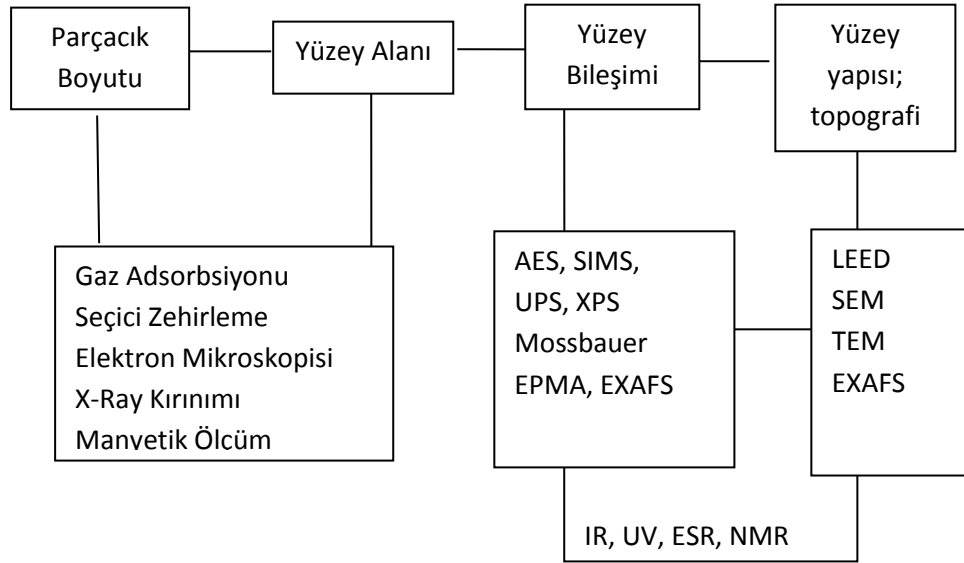 Parçacık
Boyutu
Yüzey Alanı
Yüzey
Bileşimi
Yüzey
yapısı;
topografi
Gaz Adsorbsiyonu
Seçici Zehirleme
Elektron Mikroskopisi
X-Ray Kırınımı
Manyetik Ölçüm
AES, SIMS,
UPS, XPS
Mossbauer
EPMA, EXAFS
LEED
SEM
TEM
EXAFS
IR, UV, ESR, NMR